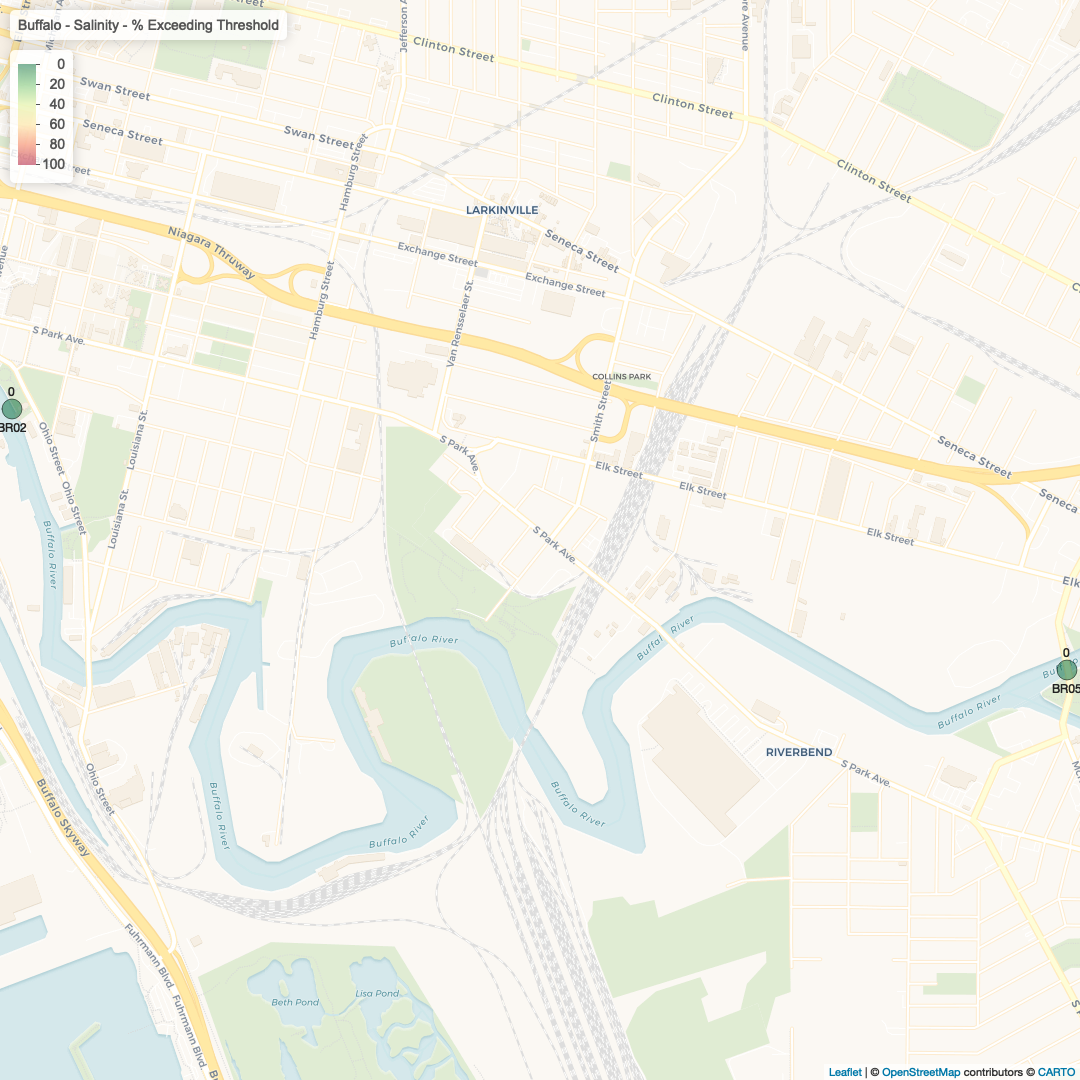 Buffalo - Salinity - % Exceeding Threshold
0
20
40
60
80
100
Jefferson A
Clinton Street
Clinton Street
Clinton Street
re Avenue
Swan Street
Swan Street
Seneca Street
Hamburg Street
LARKINVILLE
Niagara Thruway
Exchange Street
Exchange Street
Seneca Street
Hamburg Street
Van Rensselaer St.
S Park Ave.
COLLINS PARK
Smith Street
0
BR02
Ohio Street
Ohio Street
Louisiana St.
Louisiana St.
S Park Ave.
Elk Street
Elk Street
Seneca Street
Seneca
Elk Street
Elk
Buffalo River
S Park Ave.
Buffalo River
Buffalo River
0
BR05
Buffalo River
RIVERBEND
S Park Ave.
Ohio Street
Buffalo Skyway
Buffalo River
Buffalo River
Buffalo River
Fuhrmann Blvd.
Fuhrmann Blvd.
Beth Pond
Lisa Pond
Leaflet | © OpenStreetMap contributors © CARTO